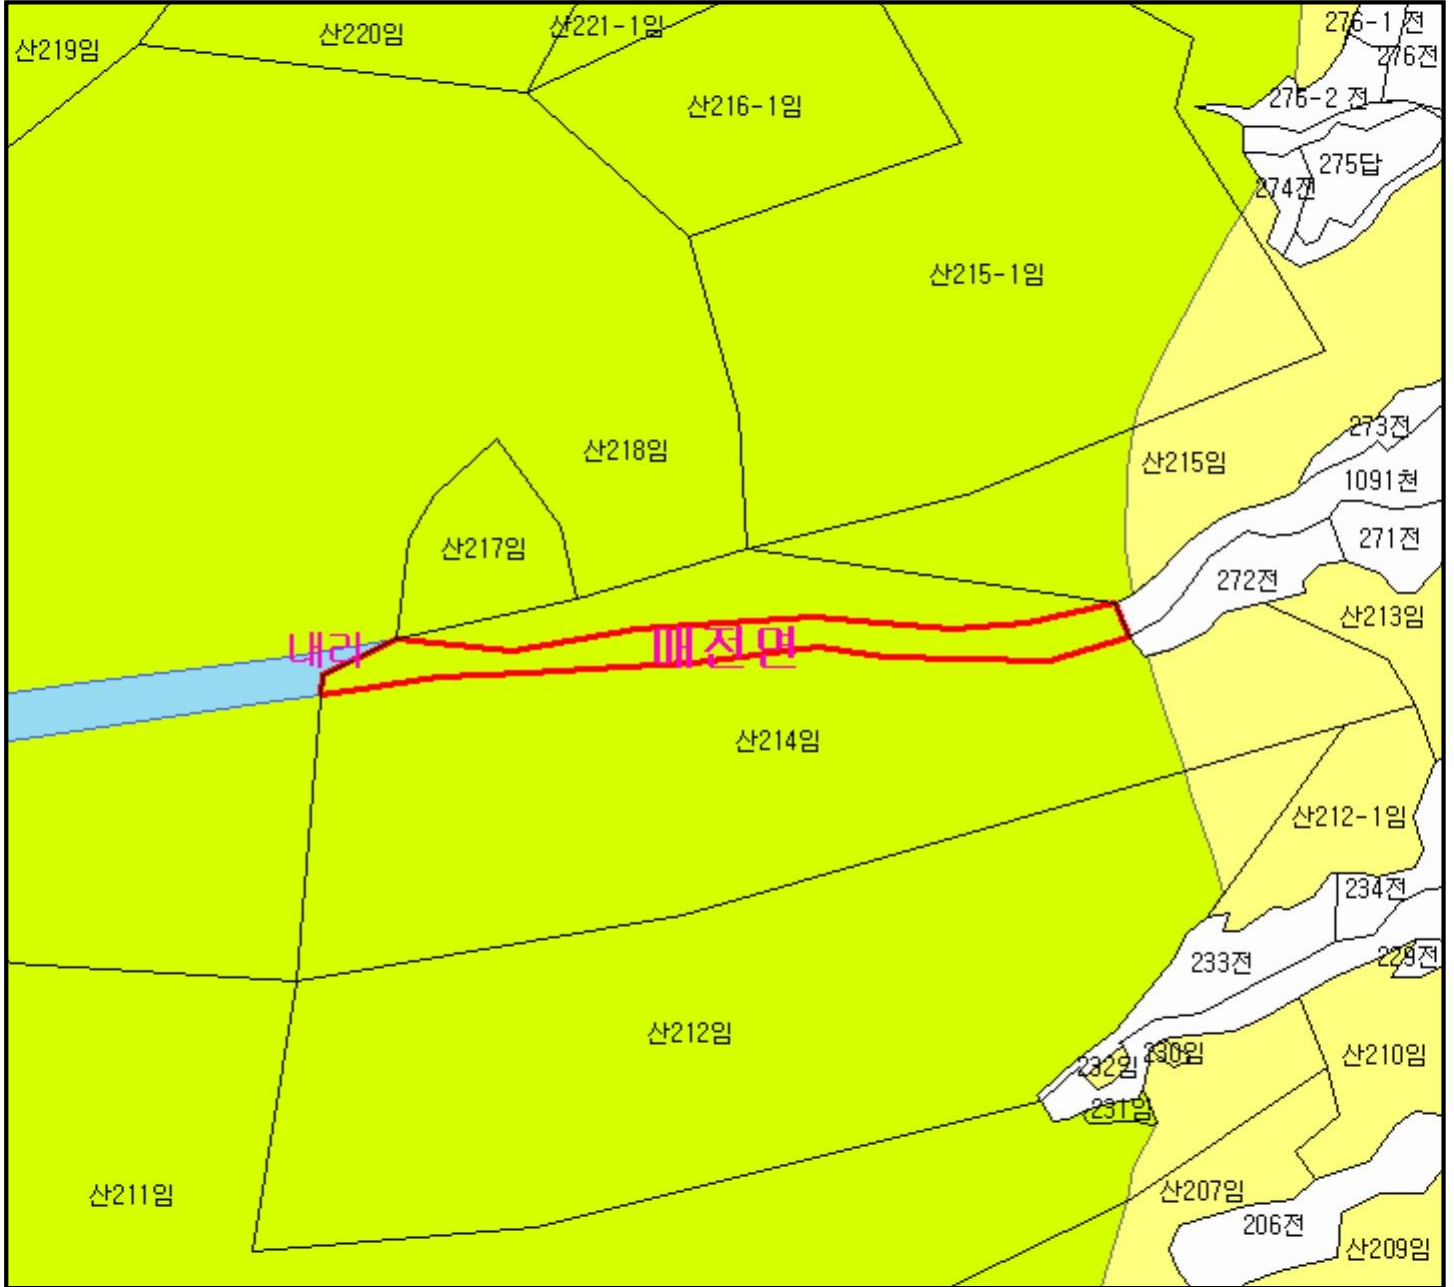 276-1 전
산221-1임
산220임
산219임
276전
276-2 전
산216-1임
275답
274전
산215-1임
273전
산218임
산215임
1091천
271전
산217임
272전
산213임
내리
매전면
산214임
산212-1임
234전
229전
233전
산212임
230임
산210임
232임
231임
산211임
산207임
206전
산209임